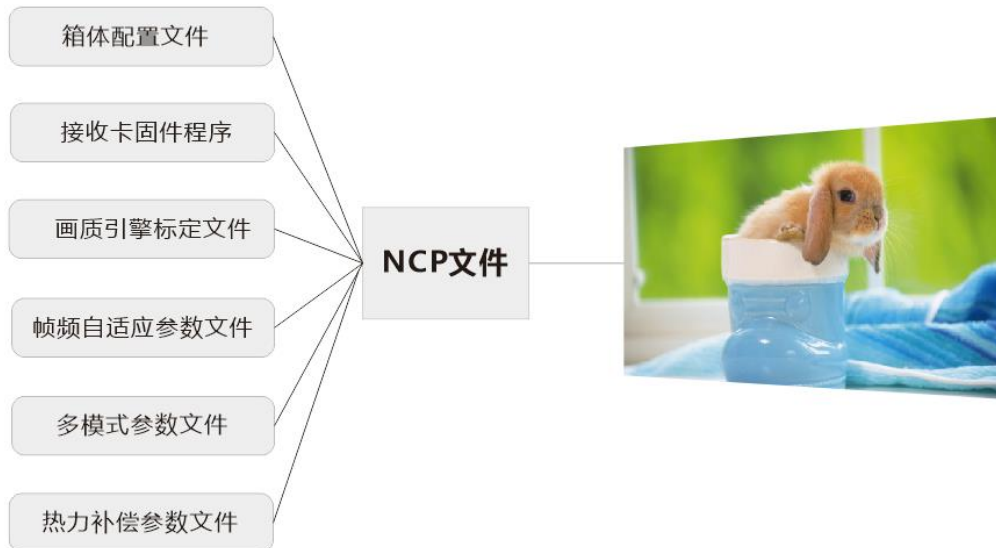 箱体配置文件
接收卡固件程序
画质引擎标定文件
帧频自适应参数文件
多模式参数文件
热力补偿参数文件
NCP文件